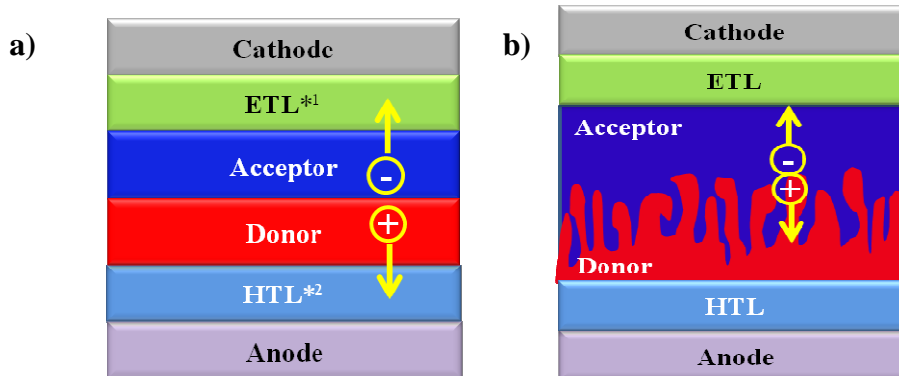 a)
Cathode
ETL*1
Acceptor
-
+
Donor
HTL*2
Anode
b)
Cathode
ETL
Acceptor
-
+
Donor
HTL
Anode